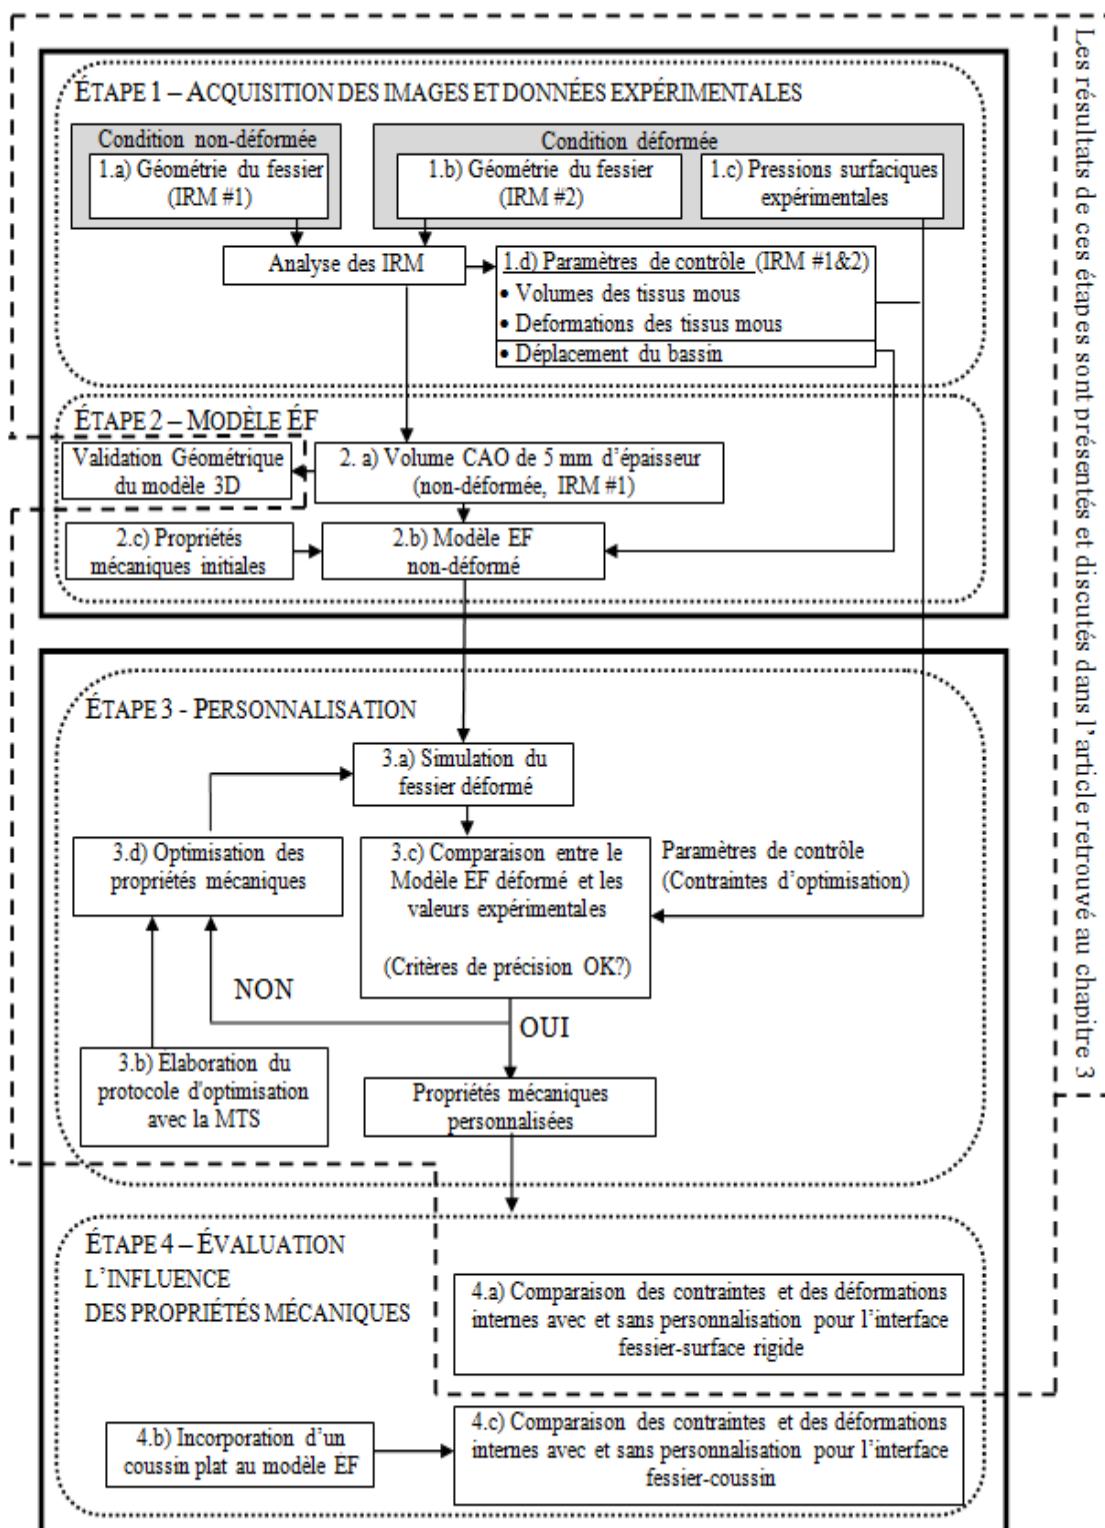 ÉTAPE 1 – ACQUISITION DES IMAGES ET DONNÉES EXPÉRIMENTALES
Condition non-déformée
1.a) Géométrie du fessier
(IRM #1)
Condition déformée
1.b) Géométrie du fessier
(IRM #2)
1.c) Pressions surfaciques
expérimentales
Analyse des IRM
1.d) Paramètres de contrôle (IRM #1&2)
• Volumes des tissus mous
• Deformations des tissus mous
• Déplacement du bassin
ÉTAPE 2 – MODÈLE ÉF
Validation Géométrique
du modèle 3D
2. a) Volume CAO de 5 mm d'épaisseur
(non-déformée, IRM #1)
2.c) Propriétés
mécaniques initiales
2.b) Modèle EF
non-déformé
ÉTAPE 3 - PERSONNALISATION
3.a) Simulation du
fessier déformé
3.d) Optimisation des
propriétés mécaniques
3.c) Comparaison entre le
Modèle EF déformé et les
valeurs expérimentales
(Critères de précision OK?)
Paramètres de contrôle
(Contraintes d'optimisation)
NON
OUI
3.b) Élaboration du
protocole d'optimisation
avec la MTS
Propriétés mécaniques
personnalisées
ÉTAPE 4 – ÉVALUATION
L'INFLUENCE
DES PROPRIÉTÉS MÉCANIQUES
4.a) Comparaison des contraintes et des déformations
internes avec et sans personnalisation pour l'interface
fessier-surface rigide
4.b) Incorporation d'un
coussin plat au modèle EF
4.c) Comparaison des contraintes et des déformations
internes avec et sans personnalisation pour l'interface
fessier-coussin
Les résultats de ces étapes sont présentés et discutés dans l'article retrouvé au chapitre 3